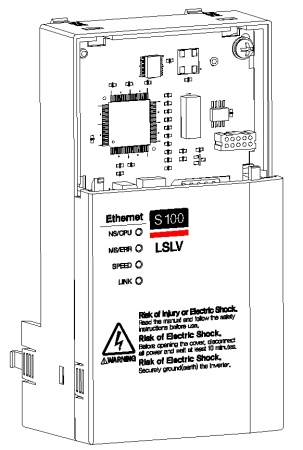 Ethernet S100
NS/CPU
MS/ERR LSLV
SPEED
LINK
Risk of Injury or Electric Shock.
Read the manual and follow the safety
instructions before use.
Risk of Electric Shock.
Before opening the cover, disconnect
all power and wait at least 10 minutes.
WARNING
Risk of Electric Shock.
Securely ground(earth) the Inverter.